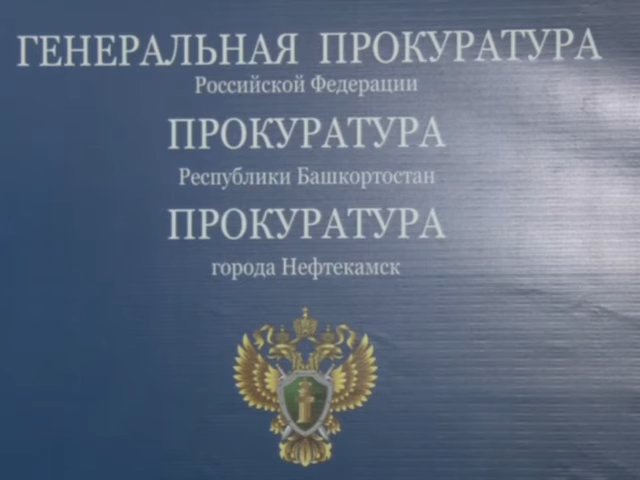 ГЕНЕРАЛЬНАЯ ПРОКУРАТУРА
Российской Федерации
ПРОКУРАТУРА
Республики Башкортостан
ПРОКУРАТУРА
города Нефтекамск